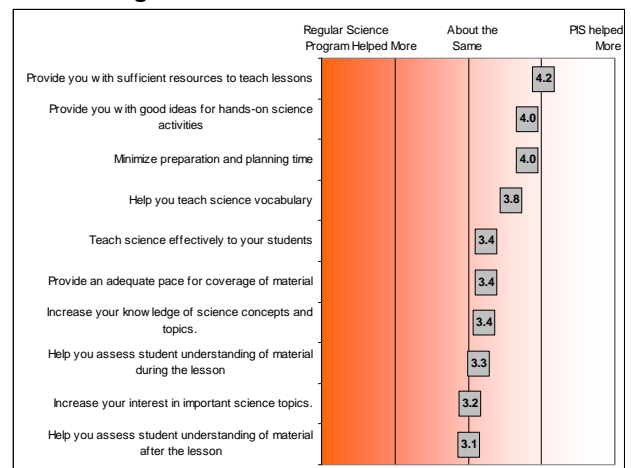 Regular Science
Program Helped More
About the
Same
PIS helped
More
Provide you with sufficient resources to teach lessons
4.2
Provide you with good ideas for hands-on science
activities
4.0
Minimize preparation and planning time
4.0
Help you teach science vocabulary
3.8
Teach science effectively to your students
3.4
Provide an adequate pace for coverage of material
3.4
Increase your knowledge of science concepts and
topics.
3.4
Help you assess student understanding of material
during the lesson
3.3
Increase your interest in important science topics.
3.2
Help you assess student understanding of material
after the lesson
3.1